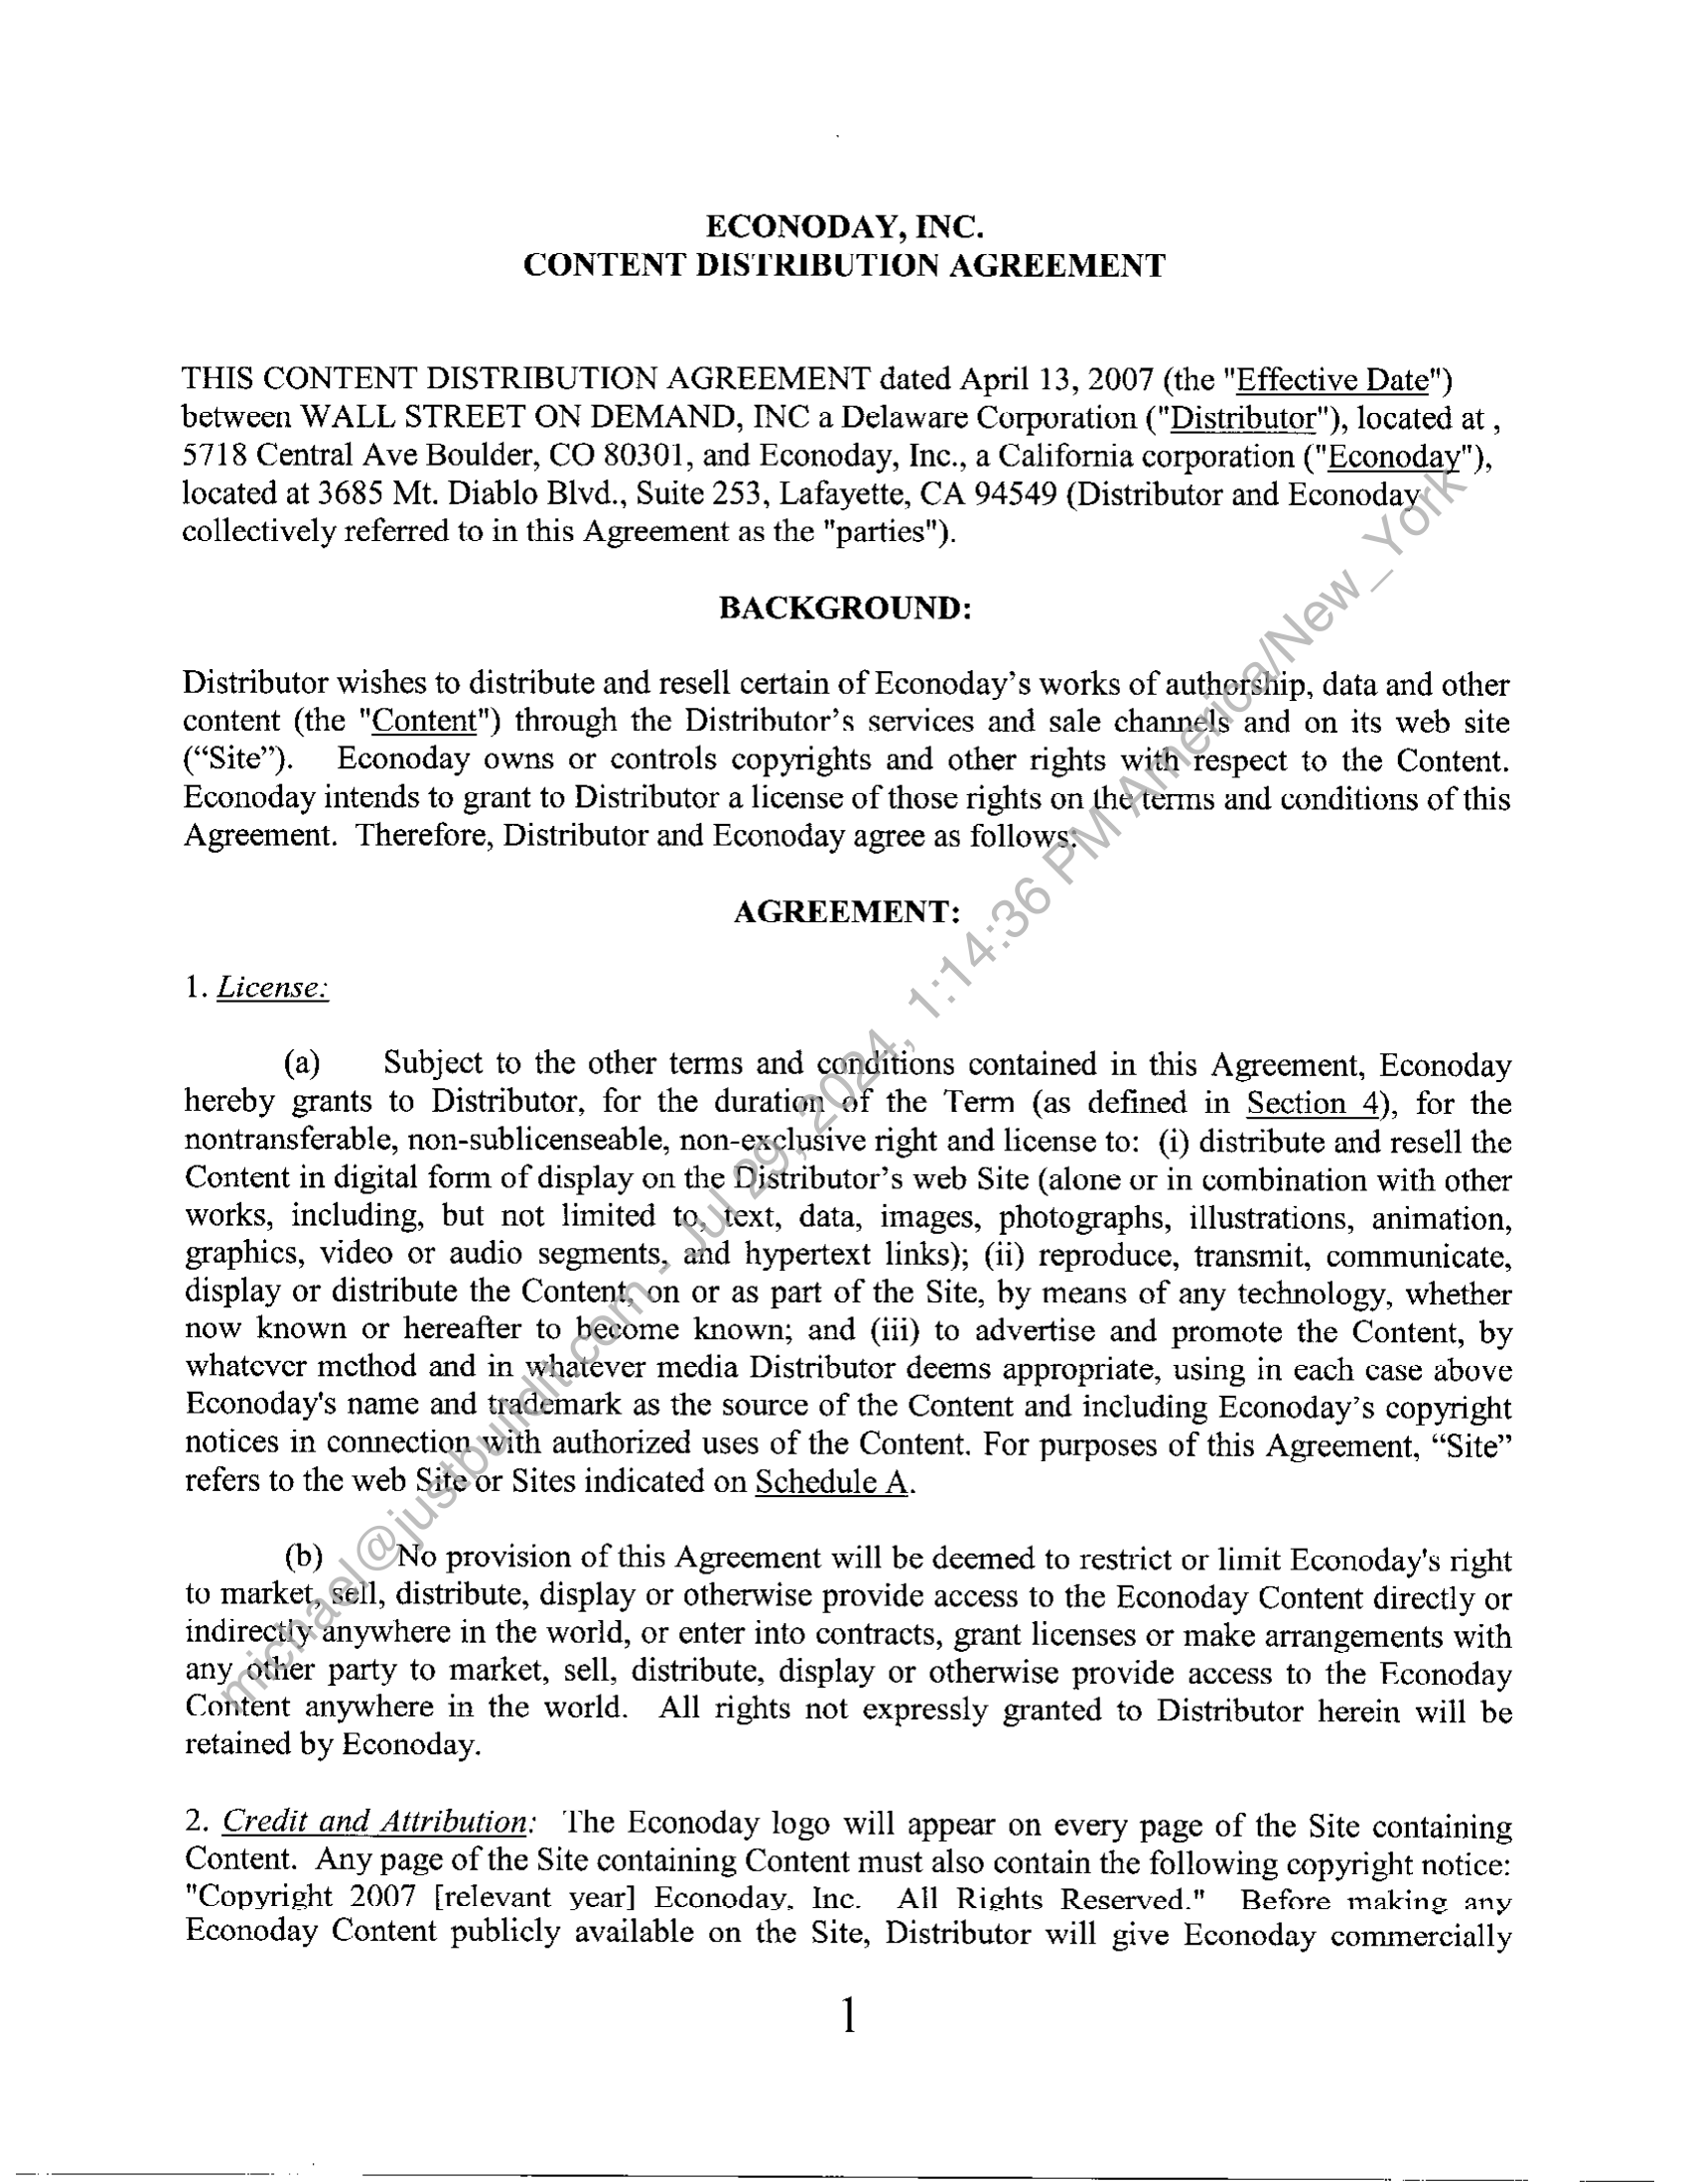 ECONODAY, INC.
CONTENT DISTRIBUTION AGREEMENT
THIS CONTENT DISTRIBUTION AGREEMENT dated April 13, 2007 (the "Effective Date")
between WALL STREET ON DEMAND, INC a Delaware Corporation ("Distributor"), located at ,
5718 Central Ave Boulder, CO 80301, and Econoday, Inc., a California corporation ("Econoday"),
located at 3685 Mt. Diablo Blvd., Suite 253, Lafayette, CA 94549 (Distributor and Econoday
collectively referred to in this Agreement as the "parties").
BACKGROUND:
Distributor wishes to distribute and resell certain of Econoday’s works of authorship, data and other
content (the "Content") through the Distributor’s services and sale channels and on its web site
(“Site”). Econoday owns or controls copyrights and other rights with respect to the Content.
Econoday intends to grant to Distributor a license of those rights on the terms and conditions of this
Agreement. Therefore, Distributor and Econoday agree as follows:
AGREEMENT:
1. License:
(a) Subject to the other terms and conditions contained in this Agreement, Econoday
hereby grants to Distributor, for the duration of the Term (as defined in Section 4), for the
nontransferable, non-sublicenseable, non-exclusive right and license to: (i) distribute and resell the
Content in digital form of display on the Distributor’s web Site (alone or in combination with other
works, including, but not limited to, text, data, images, photographs, illustrations, animation,
graphics, video or audio segments, and hypertext links); (ii) reproduce, transmit, communicate,
display or distribute the Content, on or as part of the Site, by means of any technology, whether
now known or hereafter to become known; and (iii) to advertise and promote the Content, by
whatever method and in whatever media Distributor deems appropriate, using in each case above
Econoday's name and trademark as the source of the Content and including Econoday’s copyright
notices in connection with authorized uses of the Content. For purposes of this Agreement, “Site”
refers to the web Site or Sites indicated on Schedule A.
(b) No provision of this Agreement will be deemed to restrict or limit Econoday's right
to market, sell, distribute, display or otherwise provide access to the Econoday Content directly or
indirectly anywhere in the world, or enter into contracts, grant licenses or make arrangements with
any other party to market, sell, distribute, display or otherwise provide access to the Econoday
Content anywhere in the world. All rights not expressly granted to Distributor herein will be
retained by Econoday.
2. Credit and Attribution: The Econoday logo will appear on every page of the Site containing
Content. Any page of the Site containing Content must also contain the following copyright notice:
"Copyright 2007 [relevant year] Econoday, Inc. All Rights Reserved." Before making any
Econoday Content publicly available on the Site, Distributor will give Econoday commercially
1
michael@justbuildit.com - Jul 29, 2024, 1:14:36 PM America/New_York